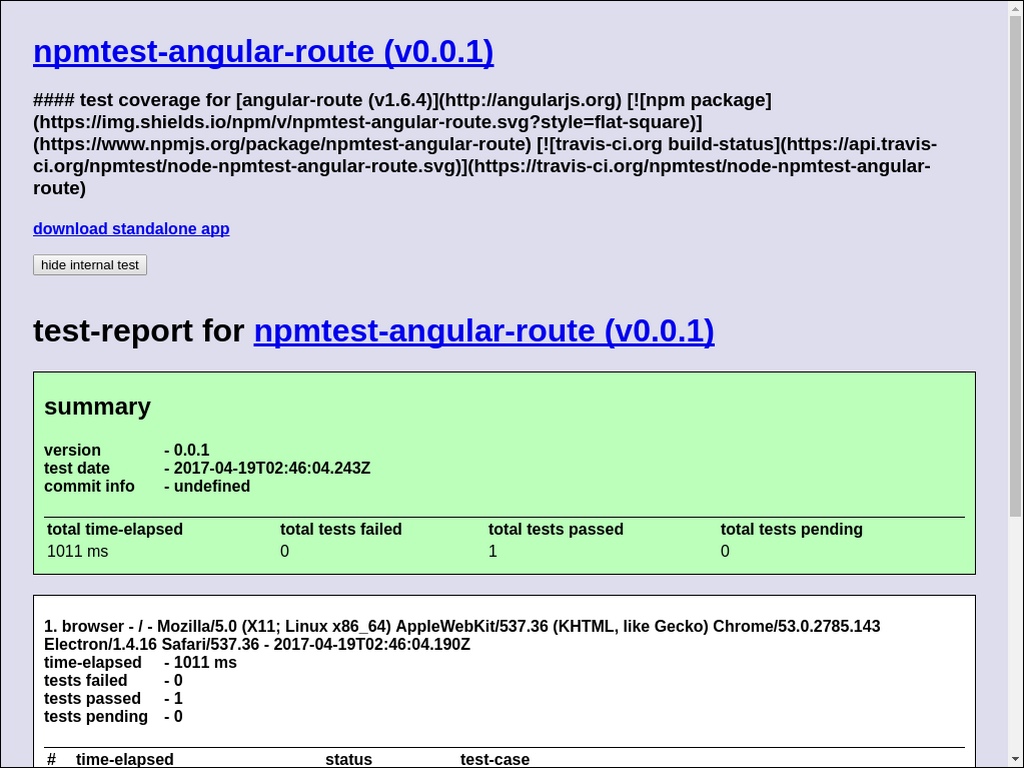 npmtest-angular-route (v0.0.1)
#### test coverage for [angular-route (v1.6.4)](http://angularjs.org) [![npm package]
(https://img.shields.io/npm/v/npmtest-angular-route.svg?style=flat-square)]
(https://www.npmjs.org/package/npmtest-angular-route) [![travis-ci.org build-status](https://api.travis-
ci.org/npmtest/node-npmtest-angular-route.svg)](https://travis-ci.org/npmtest/node-npmtest-angular-
route)
download standalone app
hide internal test
test-report for npmtest-angular-route (v0.0.1)
summary
version - 0.0.1
test date - 2017-04-19T02:46:04.243Z
commit info - undefined
total time-elapsed total tests failed total tests passed total tests pending
1011 ms 0 1 0
1. browser - / - Mozilla/5.0 (X11; Linux x86_64) AppleWebKit/537.36 (KHTML, like Gecko) Chrome/53.0.2785.143
Electron/1.4.16 Safari/537.36 - 2017-04-19T02:46:04.190Z
time-elapsed - 1011 ms
tests failed - 0
tests passed - 1
tests pending - 0
# time-elapsed status test-case